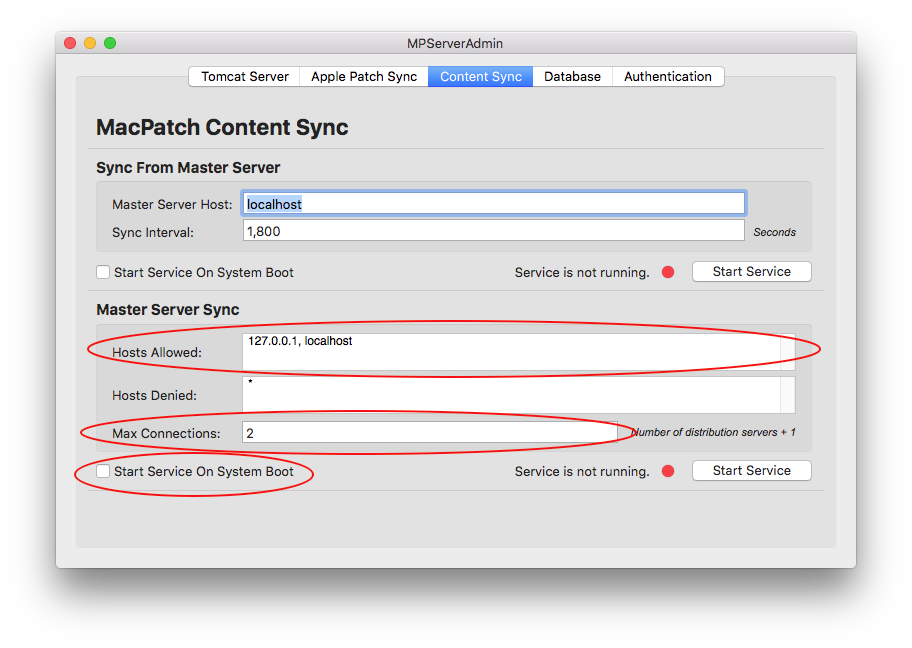 MPServerAdmin
Tomcat Server Apple Patch Sync Content Sync Database Authentication
MacPatch Content Sync
Sync From Master Server
Master Server Host: localhost
Sync Interval: 1,800 Seconds
Start Service On System Boot Service is not running. Start Service
Master Server Sync
Hosts Allowed: 127.0.0.1, localhost
Hosts Denied: *
Max Connections: 2 Number of distribution servers + 1
Start Service On System Boot Service is not running. Start Service